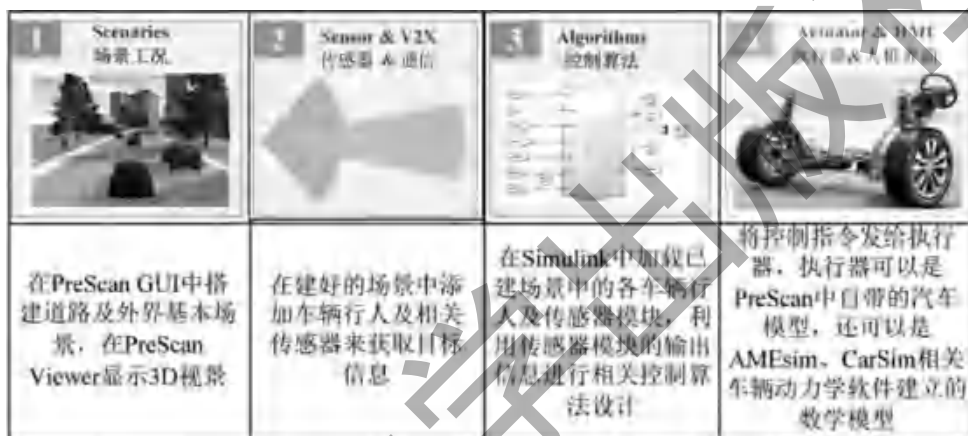 1
Scenaries
场景工况
2
Sensor & V2X
传感器 & 通信
3
Algorithms
控制算法
& HMI
执行器&人机界面
在PreScan GUI中搭
建道路及外界基本场
景，在PreScan
Viewer显示3D视景
在建好的场景中添
加车辆行人及相关
传感器来获取目标
信息
在Simulink中加载已
建场景中的各车辆行
人及传感器模块，利
用传感器模块的输出
信息进行相关控制算
法设计
将控制指令发给执行
器，执行器可以是
PreScan中自带的汽车
模型，还可以是
AMEsim、CarSim相关
车辆动力学软件建立的
数学模型